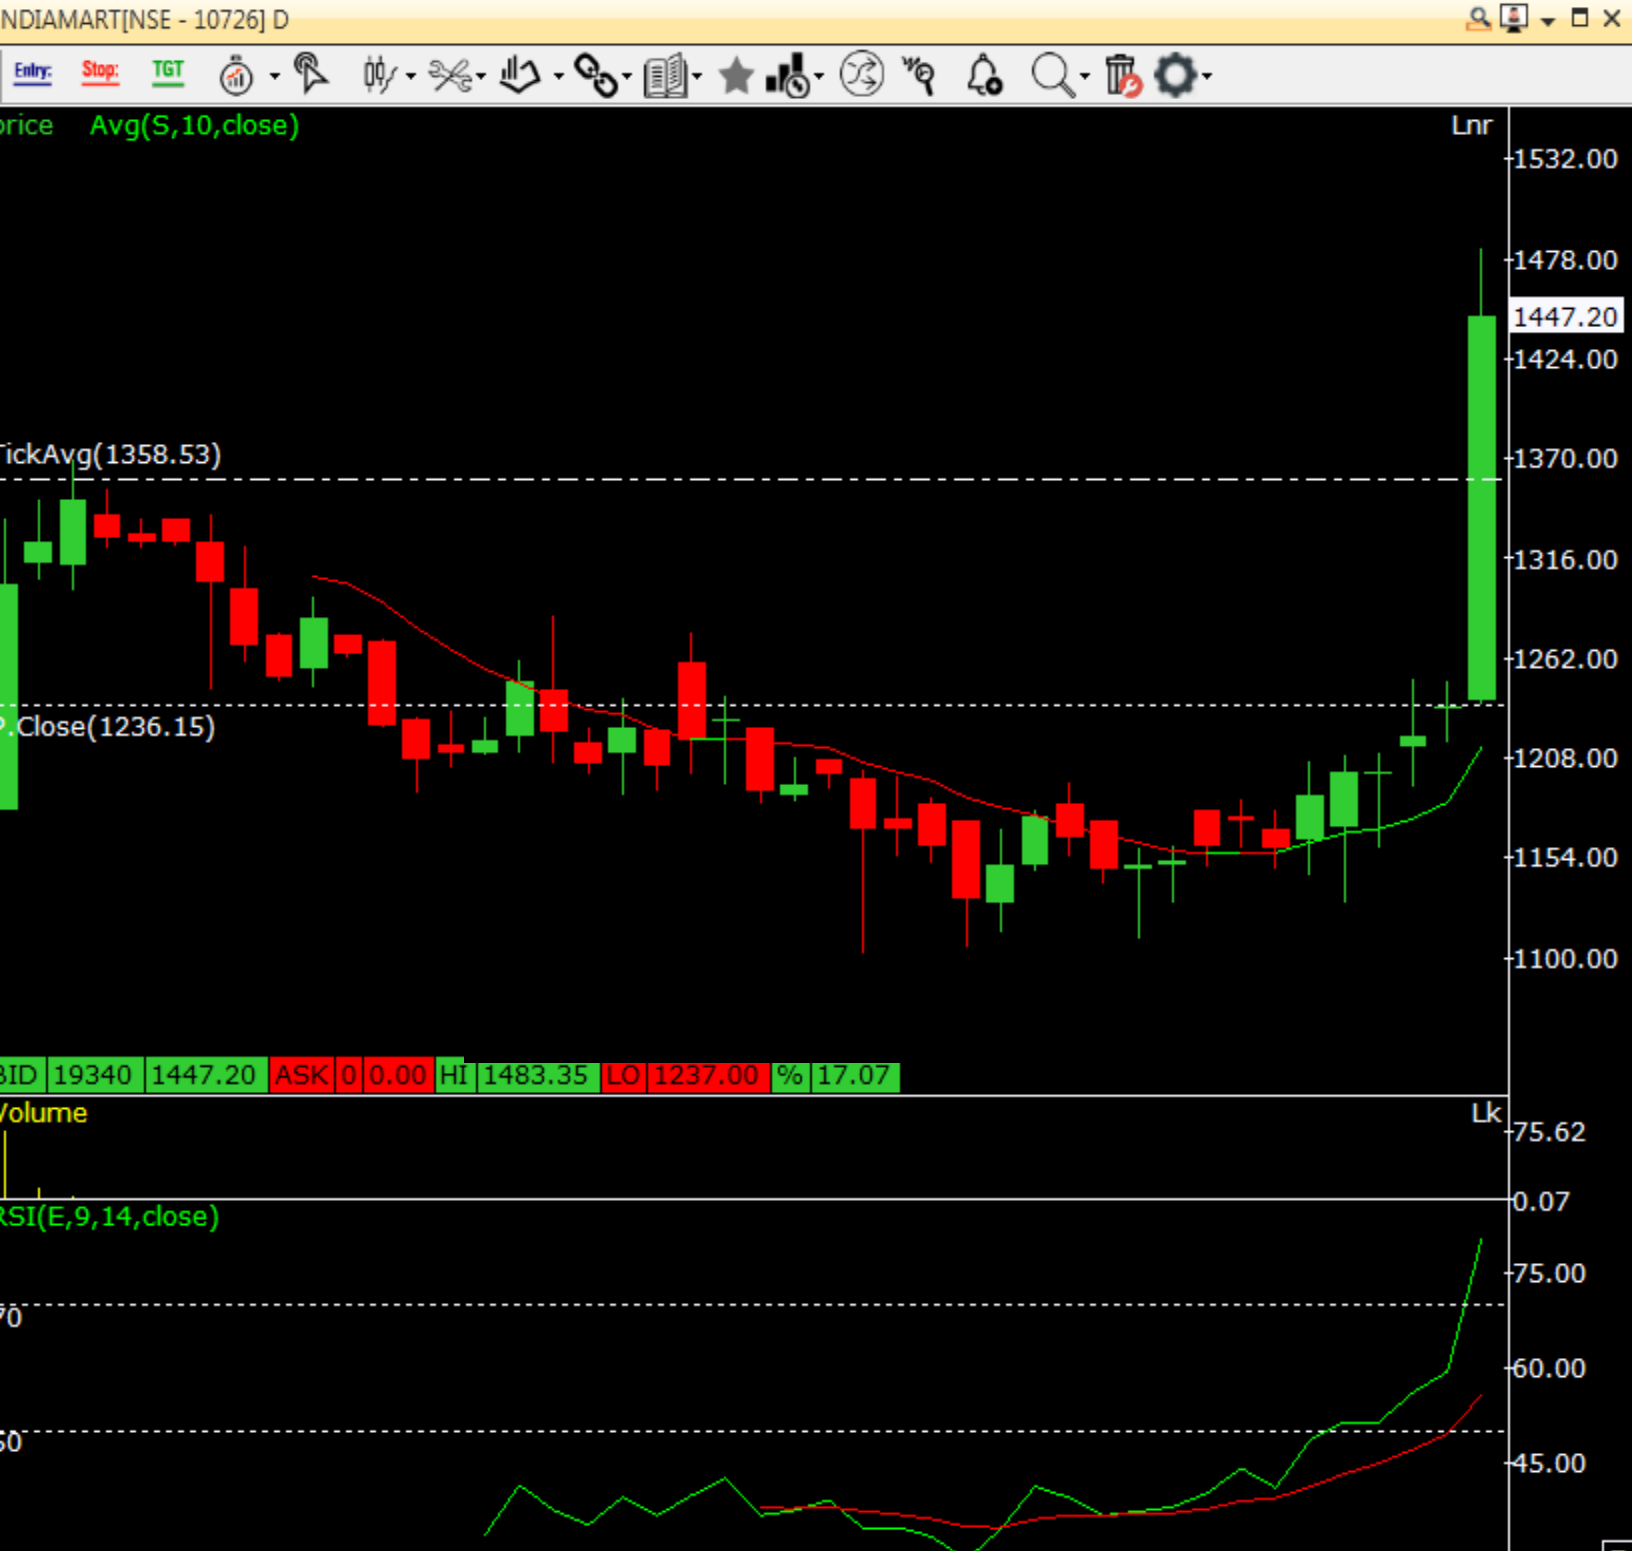 NDIAMART[NSE - 10726] D
Entry: Stop: TGT
price Avg(S,10,close) Lnr
1532.00
1478.00
1447.20
1424.00
TickAvg(1358.53)
1370.00
1316.00
1262.00
P.Close(1236.15)
1208.00
1154.00
1100.00
BID 19340 1447.20 ASK 0 0.00 HI 1483.35 LO 1237.00 % 17.07
Volume Lk
75.62
0.07
RSI(E,9,14,close)
75.00
70
60.00
50
45.00